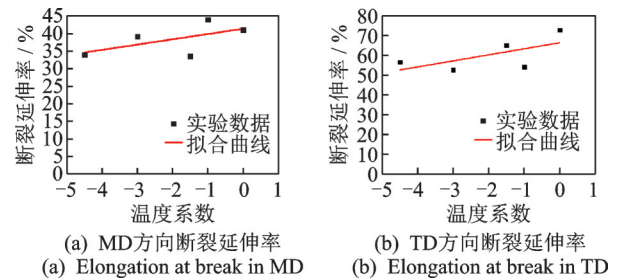 断裂延伸率 / %
45
40
35
30
25
20
15
10
5
0
实验数据
拟合曲线
−5 −4 −3 −2 −1 0 1
温度系数
(a) MD方向断裂延伸率
(a) Elongation at break in MD
断裂延伸率 / %
80
70
60
50
40
30
20
10
0
实验数据
拟合曲线
−5 −4 −3 −2 −1 0 1
温度系数
(b) TD方向断裂延伸率
(b) Elongation at break in TD